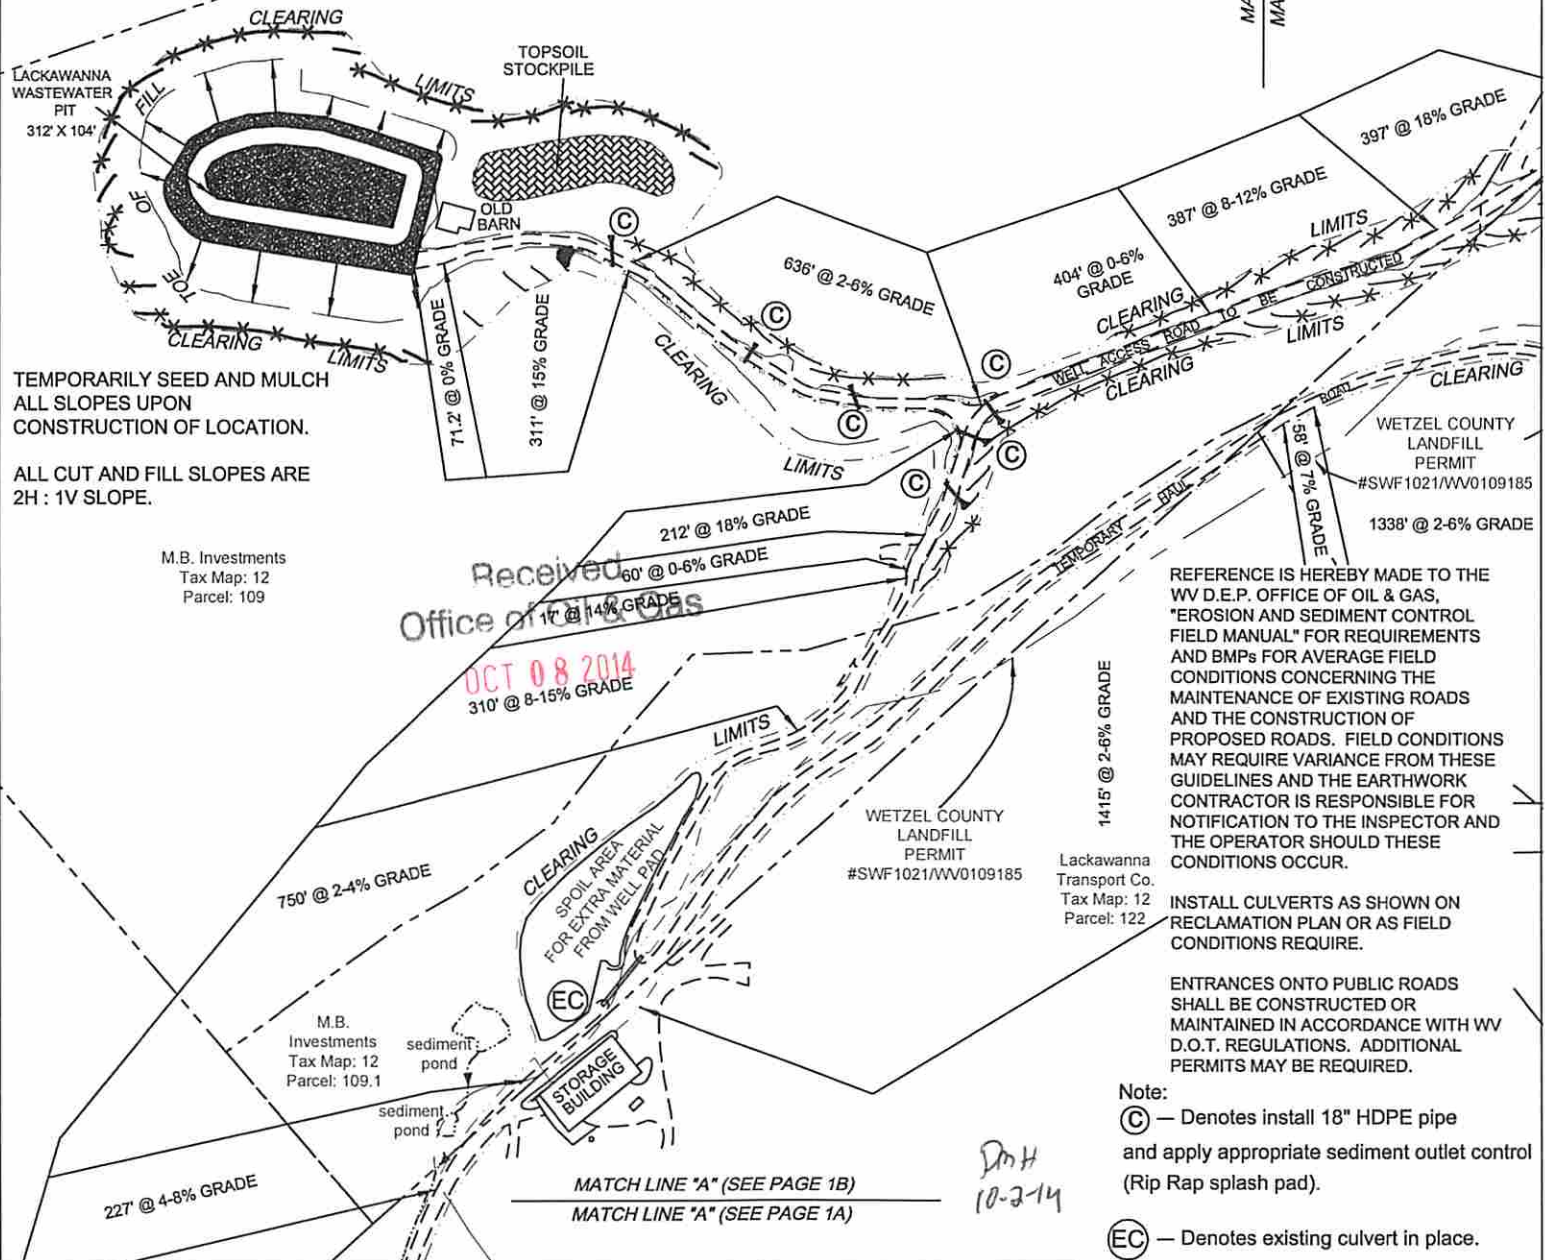 CLEARING
MA
MA
LACKAWANNA
WASTEWATER
PIT
312' X 104'
FILL
OF
TOE
LIMITS
TOPSOIL
STOCKPILE
OLD
BARN
C
CLEARING
LIMITS
71.2' @ 0% GRADE
311' @ 15% GRADE
CLEARING
LIMITS
636' @ 2-6% GRADE
C
C
C
C
C
404' @ 0-6%
GRADE
387' @ 8-12% GRADE
397' @ 18% GRADE
LIMITS
CLEARING
WELL ACCESS ROAD TO BE CONSTRUCTED
CLEARING
LIMITS
CLEARING
TEMPORARY HAUL ROAD
58' @ 7% GRADE
WETZEL COUNTY
LANDFILL
PERMIT
#SWF1021/WV0109185
1338' @ 2-6% GRADE
TEMPORARILY SEED AND MULCH
ALL SLOPES UPON
CONSTRUCTION OF LOCATION.
ALL CUT AND FILL SLOPES ARE
2H : 1V SLOPE.
M.B. Investments
Tax Map: 12
Parcel: 109
212' @ 18% GRADE
60' @ 0-6% GRADE
17' @ 14% GRADE
Received
Office of Oil & Gas
OCT 08 2014
310' @ 8-15% GRADE
LIMITS
750' @ 2-4% GRADE
CLEARING
SPOIL AREA
FOR EXTRA MATERIAL
FROM WELL PAD
EC
WETZEL COUNTY
LANDFILL
PERMIT
#SWF1021/WV0109185
1415' @ 2-6% GRADE
Lackawanna
Transport Co.
Tax Map: 12
Parcel: 122
REFERENCE IS HEREBY MADE TO THE
WV D.E.P. OFFICE OF OIL & GAS,
"EROSION AND SEDIMENT CONTROL
FIELD MANUAL" FOR REQUIREMENTS
AND BMPs FOR AVERAGE FIELD
CONDITIONS CONCERNING THE
MAINTENANCE OF EXISTING ROADS
AND THE CONSTRUCTION OF
PROPOSED ROADS. FIELD CONDITIONS
MAY REQUIRE VARIANCE FROM THESE
GUIDELINES AND THE EARTHWORK
CONTRACTOR IS RESPONSIBLE FOR
NOTIFICATION TO THE INSPECTOR AND
THE OPERATOR SHOULD THESE
CONDITIONS OCCUR.
INSTALL CULVERTS AS SHOWN ON
RECLAMATION PLAN OR AS FIELD
CONDITIONS REQUIRE.
ENTRANCES ONTO PUBLIC ROADS
SHALL BE CONSTRUCTED OR
MAINTAINED IN ACCORDANCE WITH WV
D.O.T. REGULATIONS. ADDITIONAL
PERMITS MAY BE REQUIRED.
M.B.
Investments
Tax Map: 12
Parcel: 109.1
sediment
pond
sediment
pond
STORAGE
BUILDING
227' @ 4-8% GRADE
MATCH LINE "A" (SEE PAGE 1B)
MATCH LINE "A" (SEE PAGE 1A)
DmH
10-2-14
Note:
C — Denotes install 18" HDPE pipe
and apply appropriate sediment outlet control
(Rip Rap splash pad).
EC — Denotes existing culvert in place.